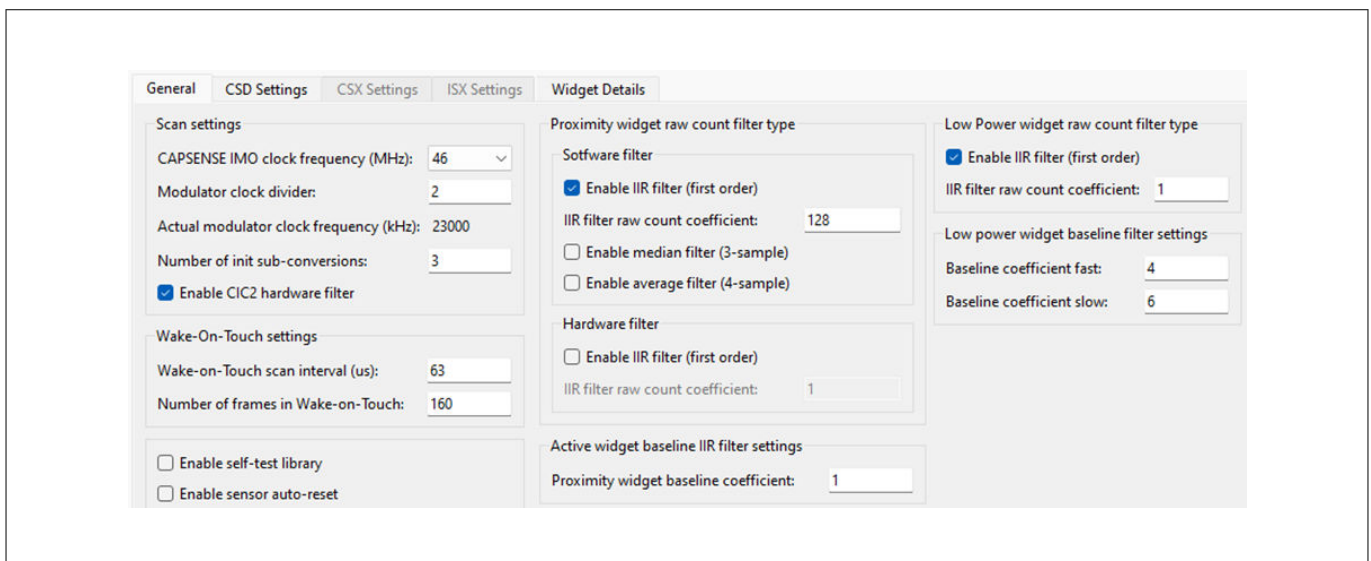 General CSD Settings CSX Settings ISX Settings Widget Details
Scan settings
CAPSENSE IMO clock frequency (MHz): 46
Modulator clock divider: 2
Actual modulator clock frequency (kHz): 23000
Number of init sub-conversions: 3
Enable CIC2 hardware filter
Wake-On-Touch settings
Wake-on-Touch scan interval (us): 63
Number of frames in Wake-on-Touch: 160
Enable self-test library
Enable sensor auto-reset
Proximity widget raw count filter type
Sotfware filter
Enable IIR filter (first order)
IIR filter raw count coefficient: 128
Enable median filter (3-sample)
Enable average filter (4-sample)
Hardware filter
Enable IIR filter (first order)
IIR filter raw count coefficient: 1
Active widget baseline IIR filter settings
Proximity widget baseline coefficient: 1
Low Power widget raw count filter type
Enable IIR filter (first order)
IIR filter raw count coefficient: 1
Low power widget baseline filter settings
Baseline coefficient fast: 4
Baseline coefficient slow: 6